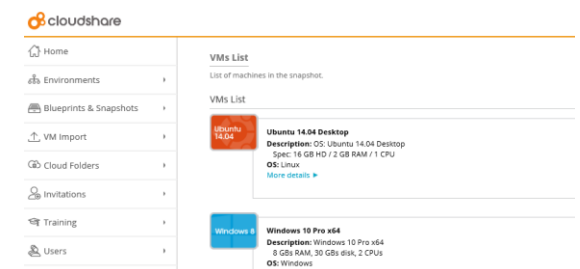 cloudshare
Home
Environments
Blueprints & Snapshots
VM Import
Cloud Folders
Invitations
Training
Users
VMs List
List of machines in the snapshot.
VMs List
Ubuntu
14.04
Ubuntu 14.04 Desktop
Description: OS: Ubuntu 14.04 Desktop
Spec: 16 GB HD / 2 GB RAM / 1 CPU
OS: Linux
More details
Windows 8
Windows 10 Pro x64
Description: Windows 10 Pro x64
8 GBs RAM, 30 GBs disk, 2 CPUs
OS: Windows